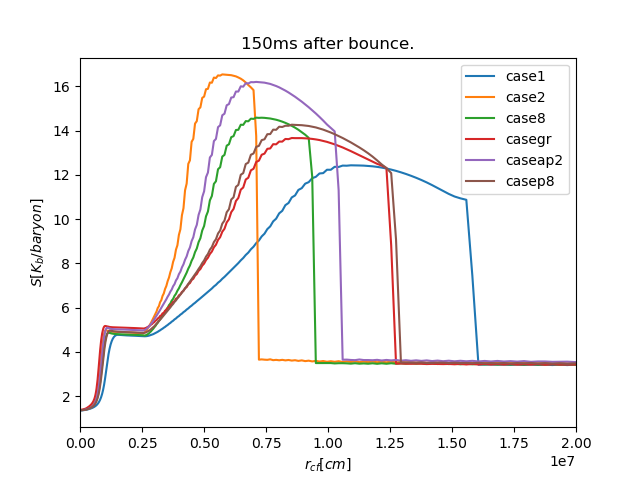 150ms after bounce.
case1
case2
case8
casegr
caseap2
casep8
S[K_b/baryon]
16
14
12
10
8
6
4
2
0.00 0.25 0.50 0.75 1.00 1.25 1.50 1.75 2.00
1e7
r_cf[cm]